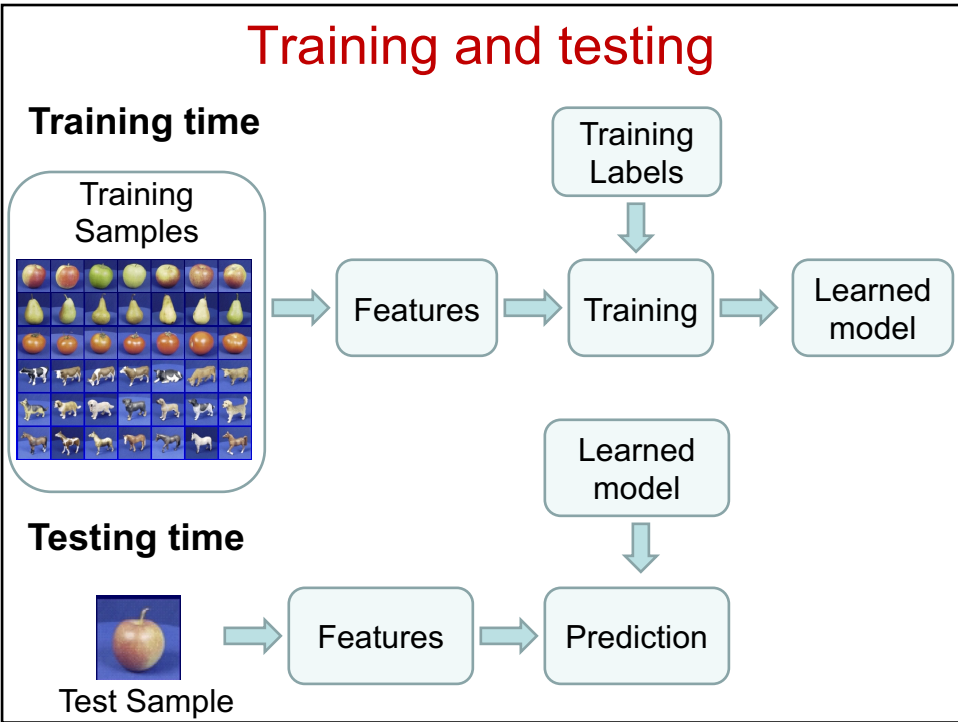 Training and testing
Training time
Training
Samples
Features
Training
Labels
Training
Learned
model
Testing time
Test Sample
Features
Learned
model
Prediction